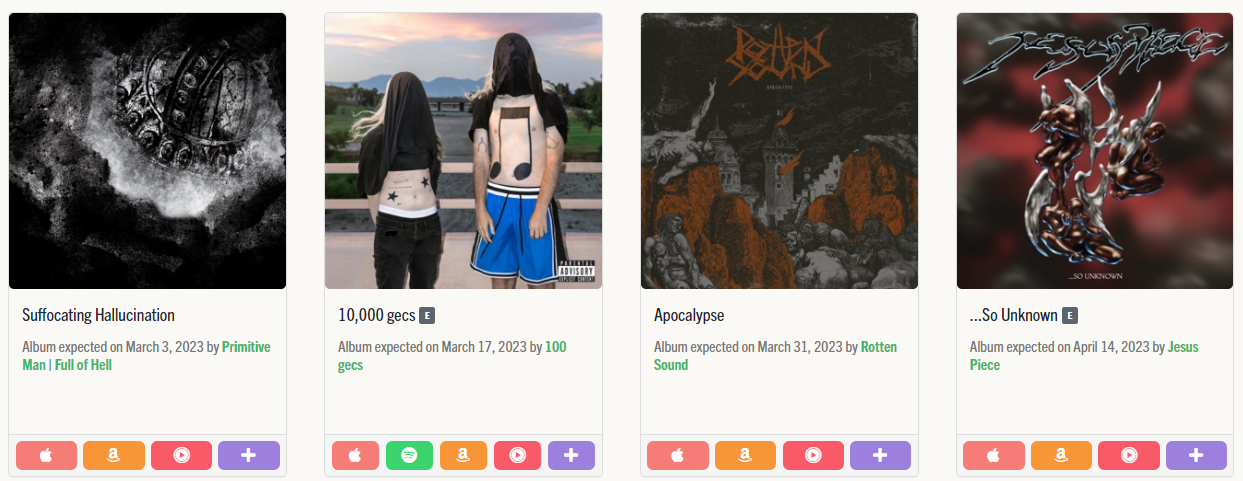 Suffocating Hallucination
Album expected on March 3, 2023 by Primitive
Man | Full of Hell
PARENTAL
ADVISORY
EXPLICIT CONTENT
10,000 gecs E
Album expected on March 17, 2023 by 100
gecs
ROTTEN
SOUND
APOCALYPSE
Apocalypse
Album expected on March 31, 2023 by Rotten
Sound
JESUS PIECE
...SO UNKNOWN
...So Unknown E
Album expected on April 14, 2023 by Jesus
Piece